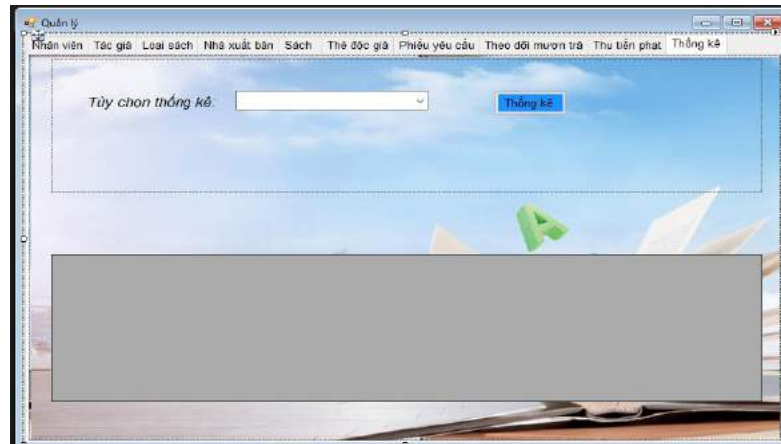 Quản lý
Nhân viên Tác giả Loại sách Nhà xuất bản Sách Thẻ độc giả Phiếu yêu cầu Theo dõi mượn trả Thu tiền phạt Thống kê
Tùy chọn thống kê: Thống kê
A